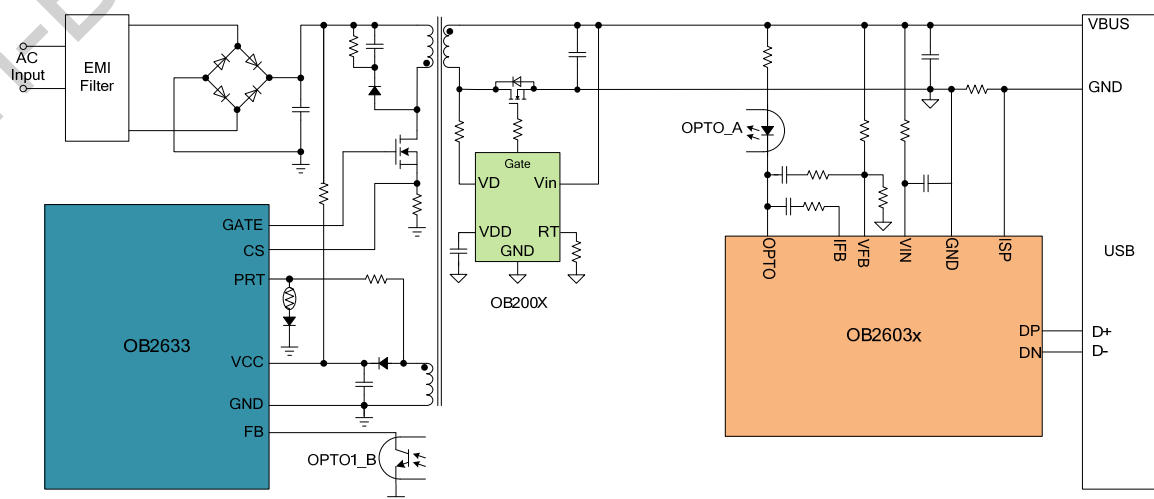 AC
Input
EMI
Filter
VBUS
GND
OPTO_A
Gate
VD
Vin
VDD
RT
GND
OB200X
GATE
CS
PRT
OB2633
VCC
GND
FB
OPTO1_B
OPTO
IFB
VFB
VIN
GND
ISP
OB2603x
DP
DN
USB
D+
D-